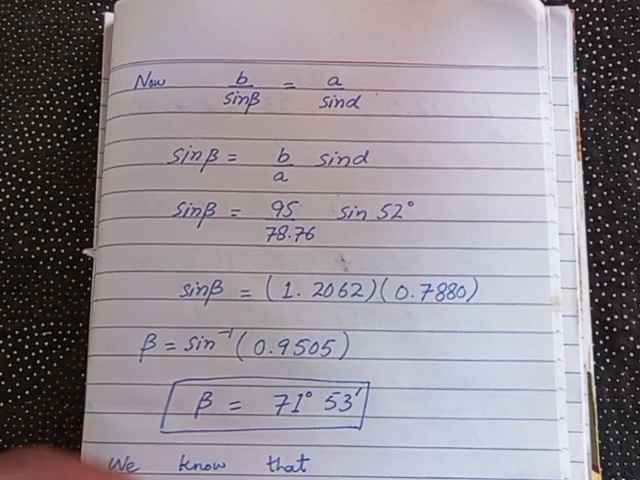 Now b/sinβ = a/sinα
sinβ = b/a sinα
sinβ = 95/78.76 sin 52°
sinβ = (1.2062)(0.7880)
β = sin⁻¹(0.9505)
β = 71° 53′
We know that